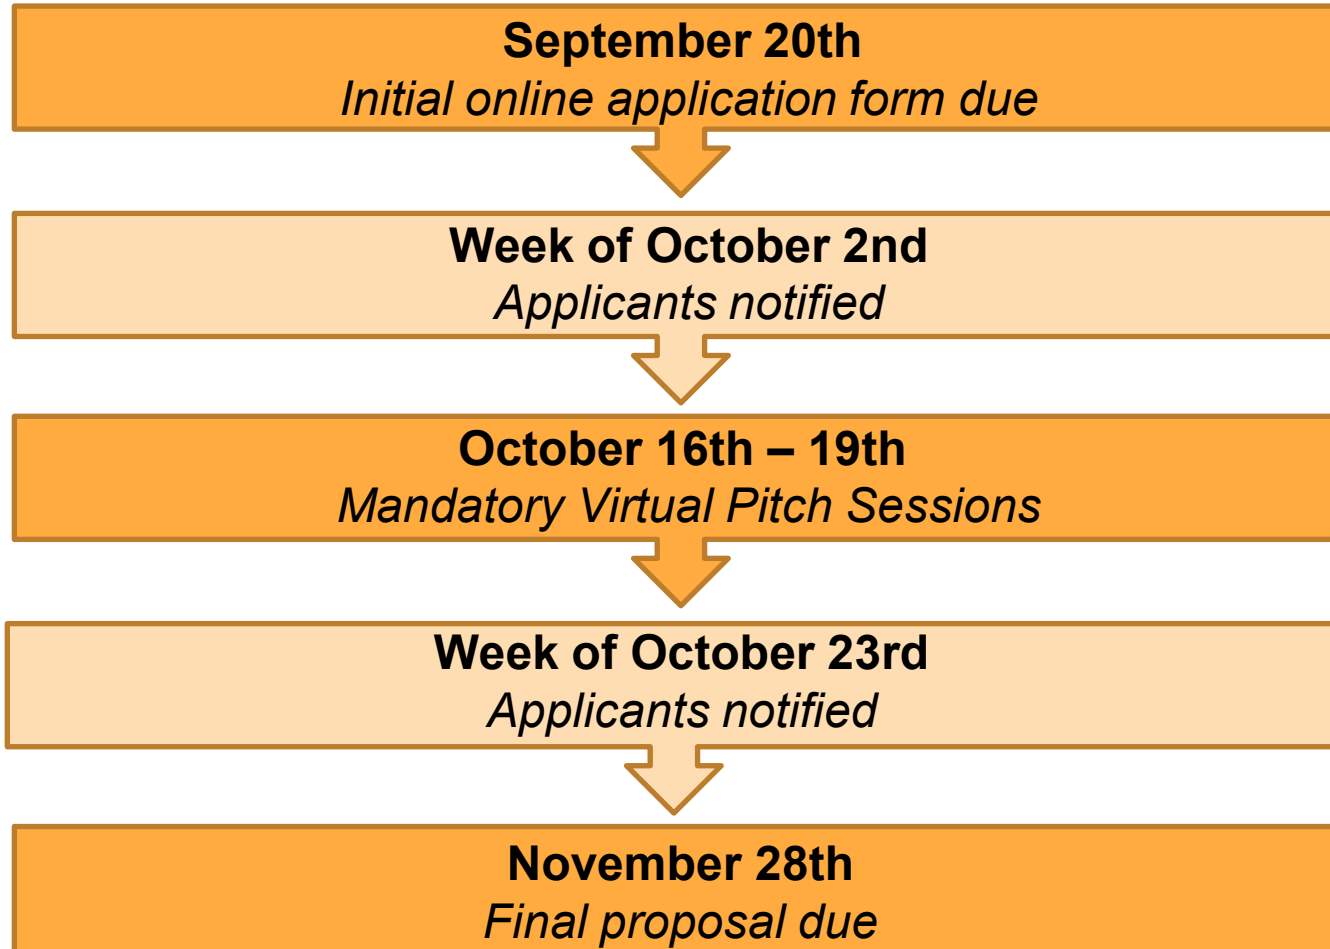 September 20th
Initial online application form due
Week of October 2nd
Applicants notified
October 16th – 19th
Mandatory Virtual Pitch Sessions
Week of October 23rd
Applicants notified
November 28th
Final proposal due